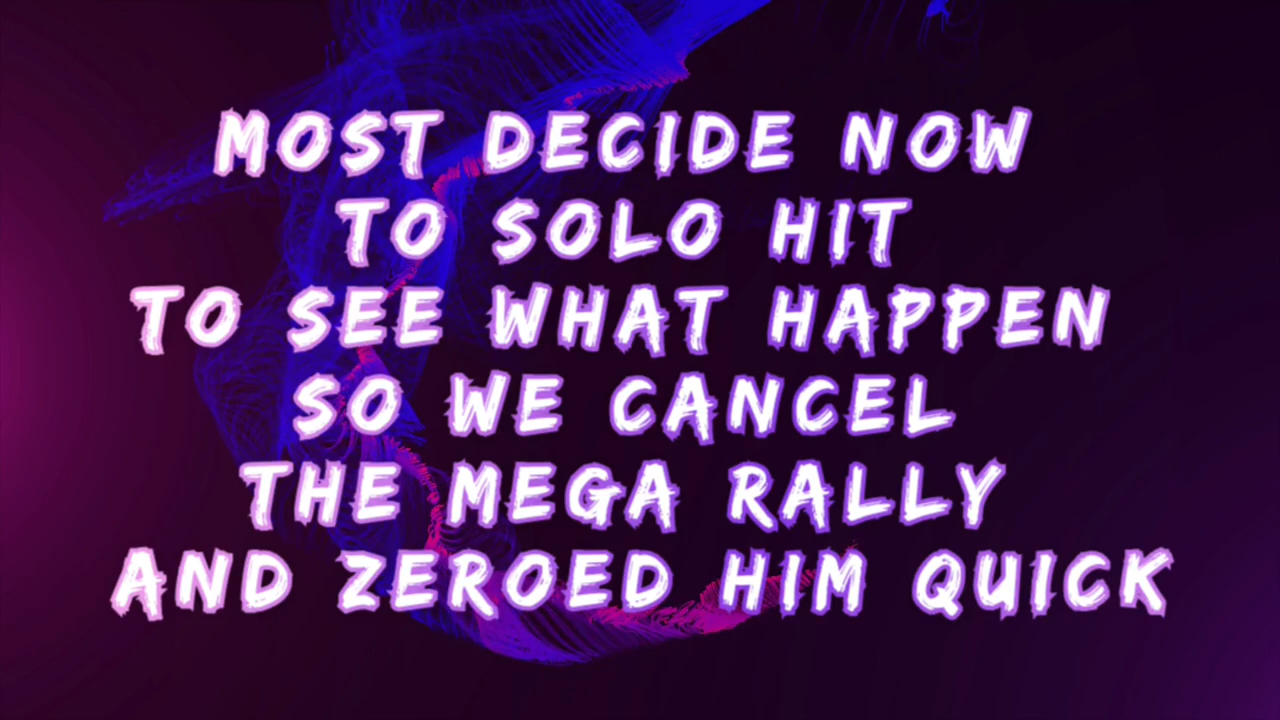 MOST DECIDE NOW
TO SOLO HIT
TO SEE WHAT HAPPEN
SO WE CANCEL
THE MEGA RALLY
AND ZEROED HIM QUICK